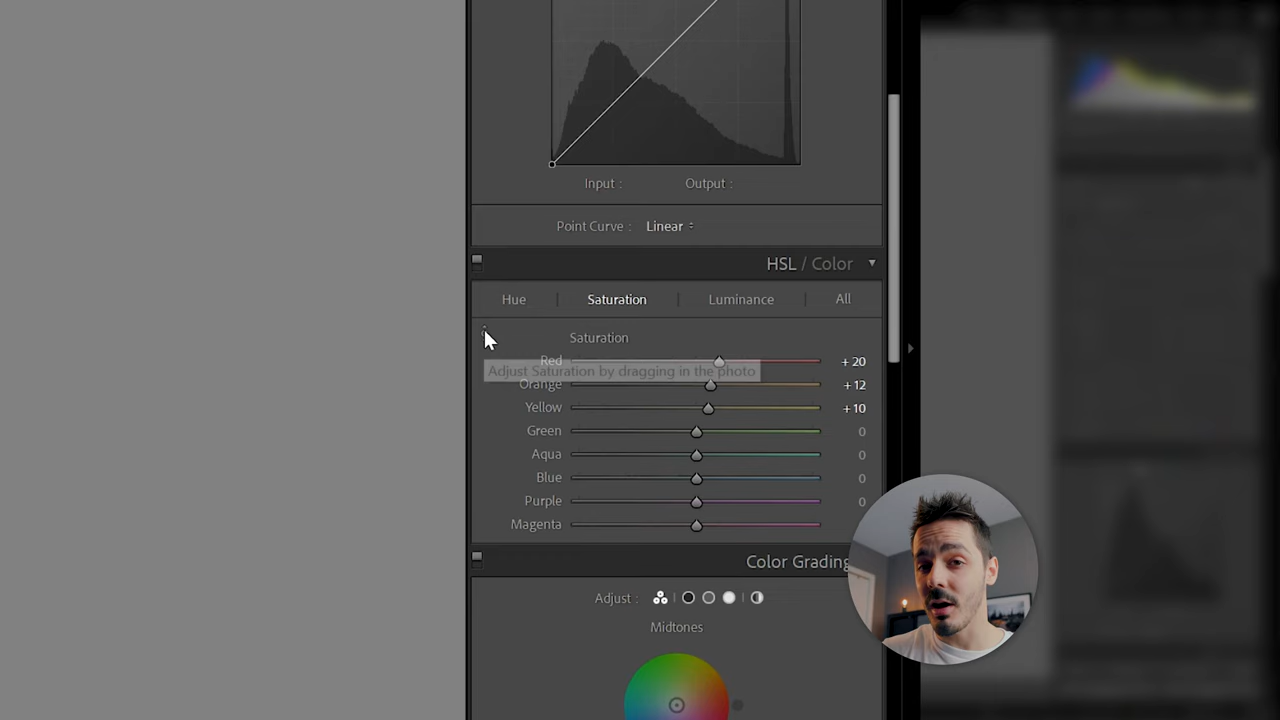 Input : Output :
Point Curve : Linear
HSL / Color
Hue Saturation Luminance All
Saturation
Red +20
Adjust Saturation by dragging in the photo
Orange +12
Yellow +10
Green 0
Aqua 0
Blue 0
Purple 0
Magenta
Color Grading
Adjust :
Midtones